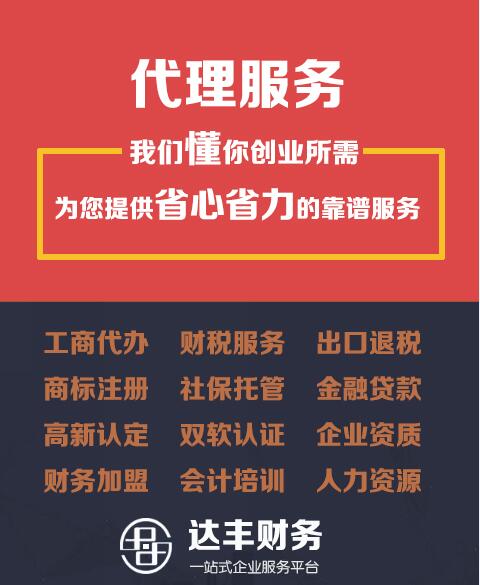 代理服务
我们懂你创业所需
为您提供省心省力的靠谱服务
工商代办 财税服务 出口退税
商标注册 社保托管 金融贷款
高新认定 双软认证 企业资质
财务加盟 会计培训 人力资源
达丰财务
一站式企业服务平台